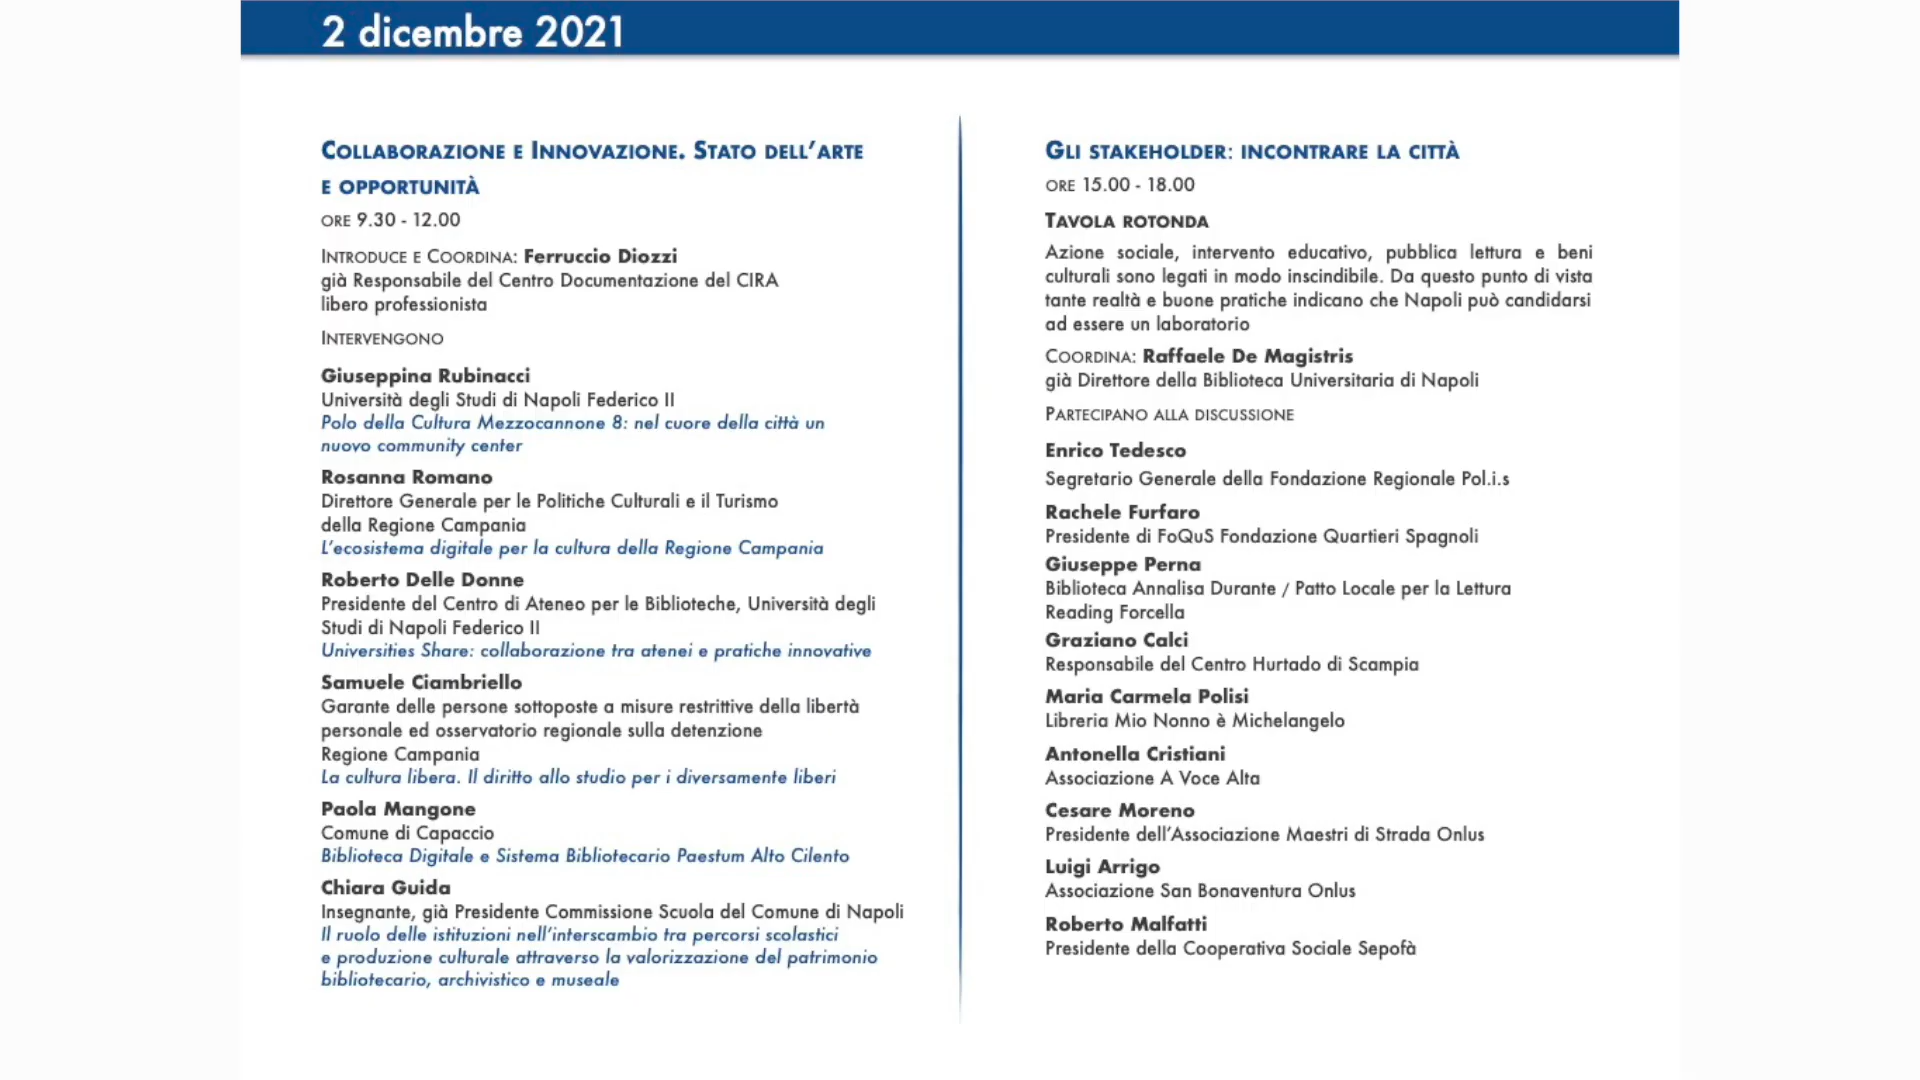 2 dicembre 2021
Collaborazione e Innovazione. Stato dell'arte
e opportunità
ore 9.30 - 12.00
Introduce e Coordina: Ferruccio Diozzi
già Responsabile del Centro Documentazione del CIRA
libero professionista
Intervengono
Giuseppina Rubinacci
Università degli Studi di Napoli Federico II
Polo della Cultura Mezzocannone 8: nel cuore della città un
nuovo community center
Rosanna Romano
Direttore Generale per le Politiche Culturali e il Turismo
della Regione Campania
L'ecosistema digitale per la cultura della Regione Campania
Roberto Delle Donne
Presidente del Centro di Ateneo per le Biblioteche, Università degli
Studi di Napoli Federico II
Universities Share: collaborazione tra atenei e pratiche innovative
Samuele Ciambriello
Garante delle persone sottoposte a misure restrittive della libertà
personale ed osservatorio regionale sulla detenzione
Regione Campania
La cultura libera. Il diritto allo studio per i diversamente liberi
Paola Mangone
Comune di Capaccio
Biblioteca Digitale e Sistema Bibliotecario Paestum Alto Cilento
Chiara Guida
Insegnante, già Presidente Commissione Scuola del Comune di Napoli
Il ruolo delle istituzioni nell'interscambio tra percorsi scolastici
e produzione culturale attraverso la valorizzazione del patrimonio
bibliotecario, archivistico e museale
Gli stakeholder: incontrare la città
ore 15.00 - 18.00
Tavola rotonda
Azione sociale, intervento educativo, pubblica lettura e beni
culturali sono legati in modo inscindibile. Da questo punto di vista
tante realtà e buone pratiche indicano che Napoli può candidarsi
ad essere un laboratorio
Coordina: Raffaele De Magistris
già Direttore della Biblioteca Universitaria di Napoli
Partecipano alla discussione
Enrico Tedesco
Segretario Generale della Fondazione Regionale Pol.i.s
Rachele Furfaro
Presidente di FoQuS Fondazione Quartieri Spagnoli
Giuseppe Perna
Biblioteca Annalisa Durante / Patto Locale per la Lettura
Reading Forcella
Graziano Calci
Responsabile del Centro Hurtado di Scampia
Maria Carmela Polisi
Libreria Mio Nonno è Michelangelo
Antonella Cristiani
Associazione A Voce Alta
Cesare Moreno
Presidente dell'Associazione Maestri di Strada Onlus
Luigi Arrigo
Associazione San Bonaventura Onlus
Roberto Malfatti
Presidente della Cooperativa Sociale Sepofà